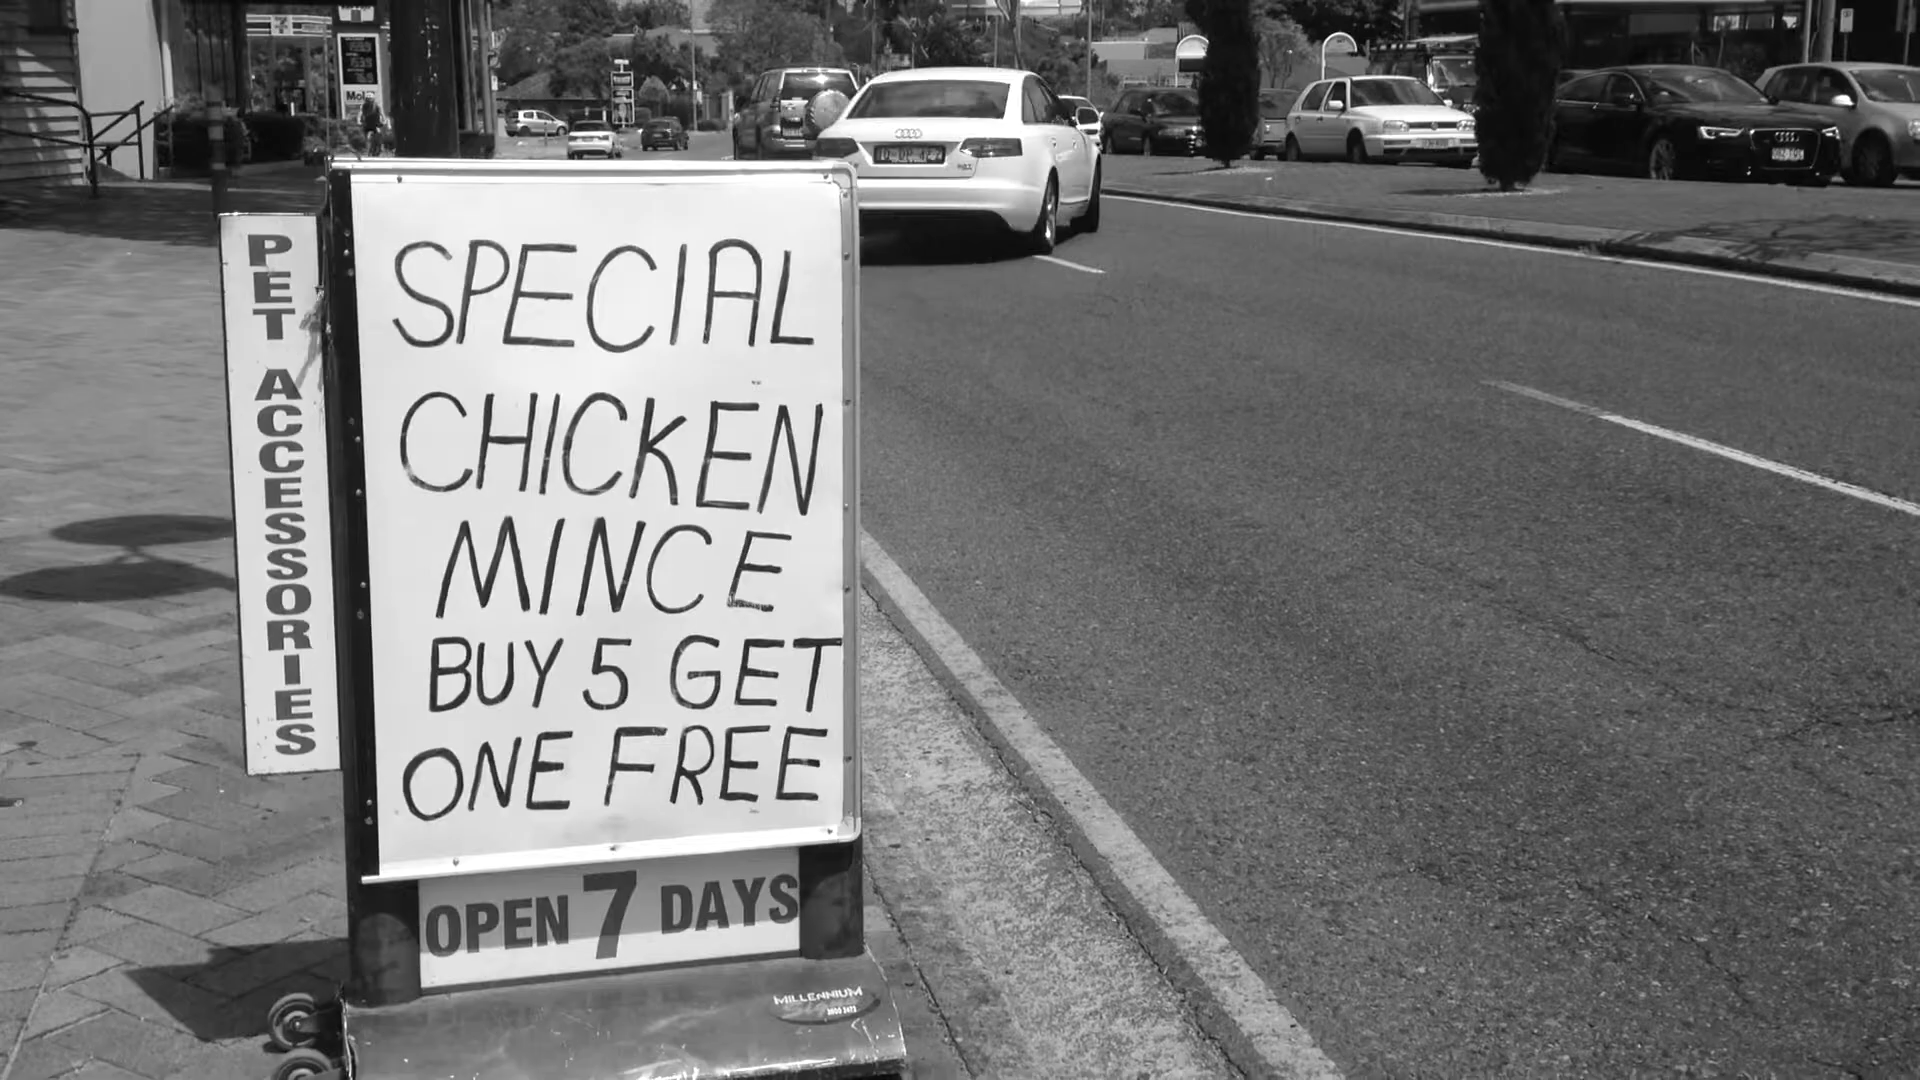 PET ACCESSORIES
SPECIAL
CHICKEN
MINCE
BUY 5 GET
ONE FREE
OPEN 7 DAYS
MILLENNIUM